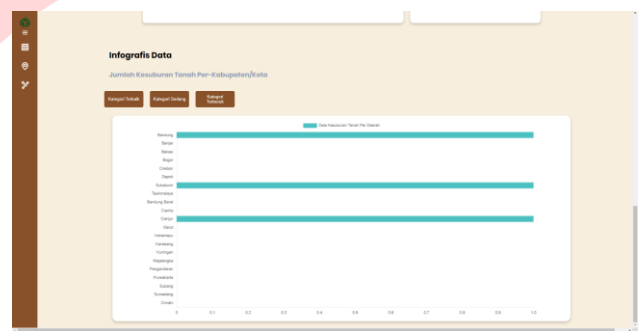 Infografis Data
Jumlah Kesuburan Tanah Per-Kabupaten/Kota
Kategori Terbaik
Kategori Sedang
Kategori
Terburuk
Data Kesuburan Tanah Per Daerah
Bandung
Banjar
Bekasi
Bogor
Cirebon
Depok
Sukabumi
Tasikmalaya
Bandung Barat
Ciamis
Cianjur
Garut
Indramayu
Karawang
Kuningan
Majalengka
Pangandaran
Purwakarta
Subang
Sumedang
0
0.1
0.2
0.3
0.4
0.5
0.6
0.7
0.8
0.9
1.0